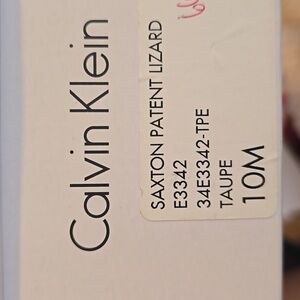 Calvin Klein
SAXTON PATENT LIZARD
E3342
34E3342-TPE
TAUPE
10M